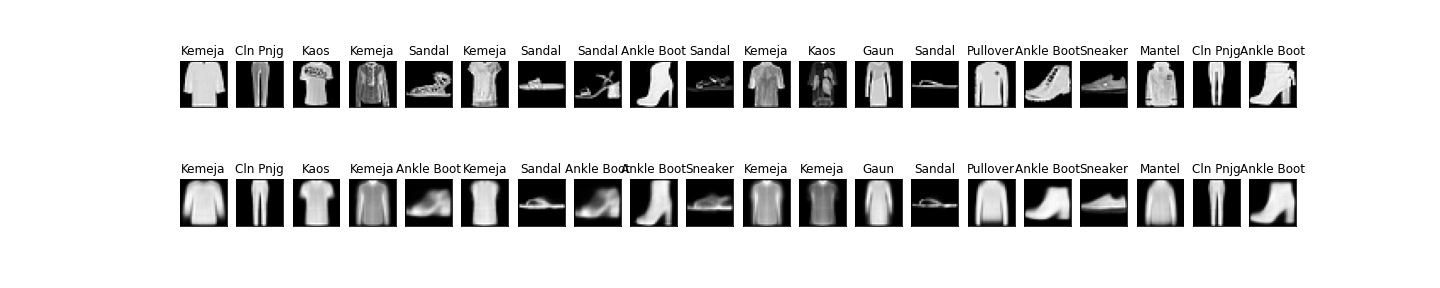 Kemeja Cln Pnjg Kaos Kemeja Sandal Kemeja Sandal Sandal Ankle Boot Sandal Kemeja Kaos Gaun Sandal Pullover Ankle Boot Sneaker Mantel Cln Pnjg Ankle Boot
Kemeja Cln Pnjg Kaos Kemeja Ankle Boot Kemeja Sandal Ankle Boot Ankle Boot Sneaker Kemeja Kemeja Gaun Sandal Pullover Ankle Boot Sneaker Mantel Cln Pnjg Ankle Boot